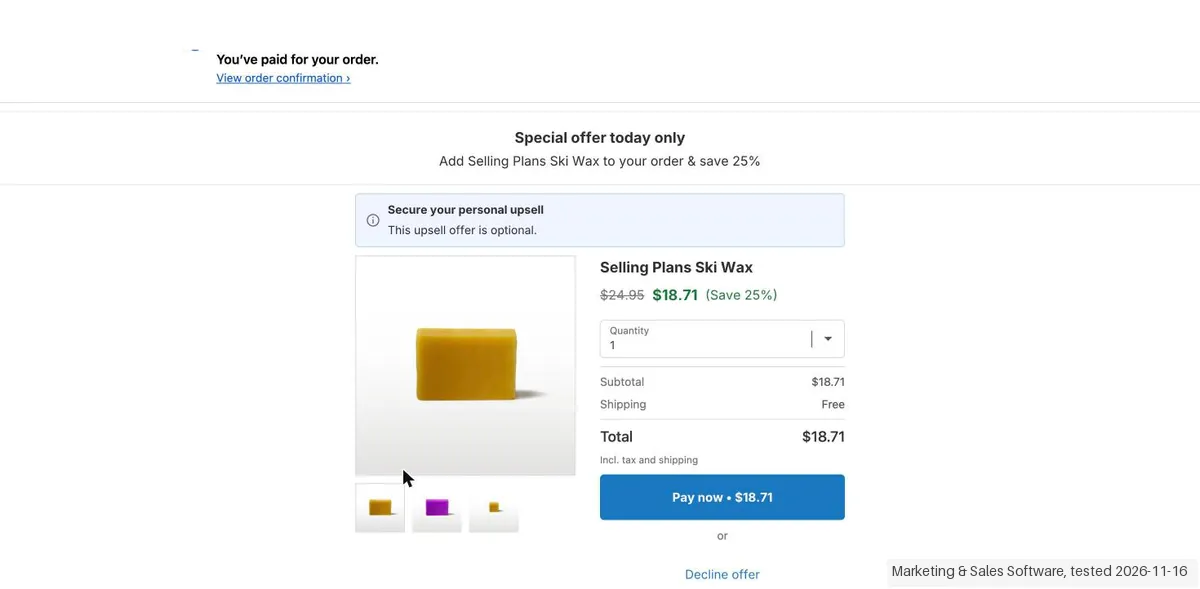 You've paid for your order.
View order confirmation ›
Special offer today only
Add Selling Plans Ski Wax to your order & save 25%
Secure your personal upsell
This upsell offer is optional.
Selling Plans Ski Wax
$24.95 $18.71 (Save 25%)
Quantity
1
Subtotal $18.71
Shipping Free
Total $18.71
Incl. tax and shipping
Pay now • $18.71
or
Decline offer
Marketing & Sales Software, tested 2026-11-16